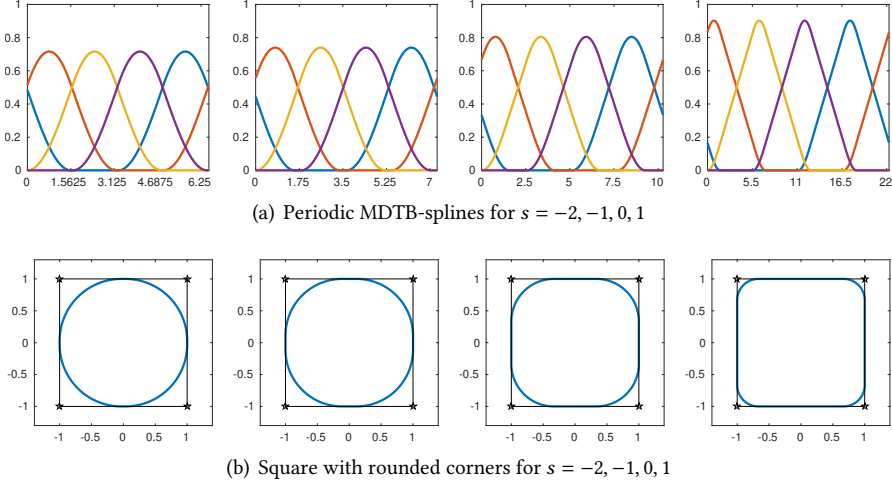 1 1 1 1
0.8 0.8 0.8 0.8
0.6 0.6 0.6 0.6
0.4 0.4 0.4 0.4
0.2 0.2 0.2 0.2
0 0 0 0
0 1.5625 3.125 4.6875 6.25 0 1.75 3.5 5.25 7 0 2.5 5 7.5 10 0 5.5 11 16.5 22
(a) Periodic MDTB-splines for s = −2, −1, 0, 1
1 1 1 1
0.5 0.5 0.5 0.5
0 0 0 0
-0.5 -0.5 -0.5 -0.5
-1 -1 -1 -1
-1 -0.5 0 0.5 1 -1 -0.5 0 0.5 1 -1 -0.5 0 0.5 1 -1 -0.5 0 0.5 1
(b) Square with rounded corners for s = −2, −1, 0, 1